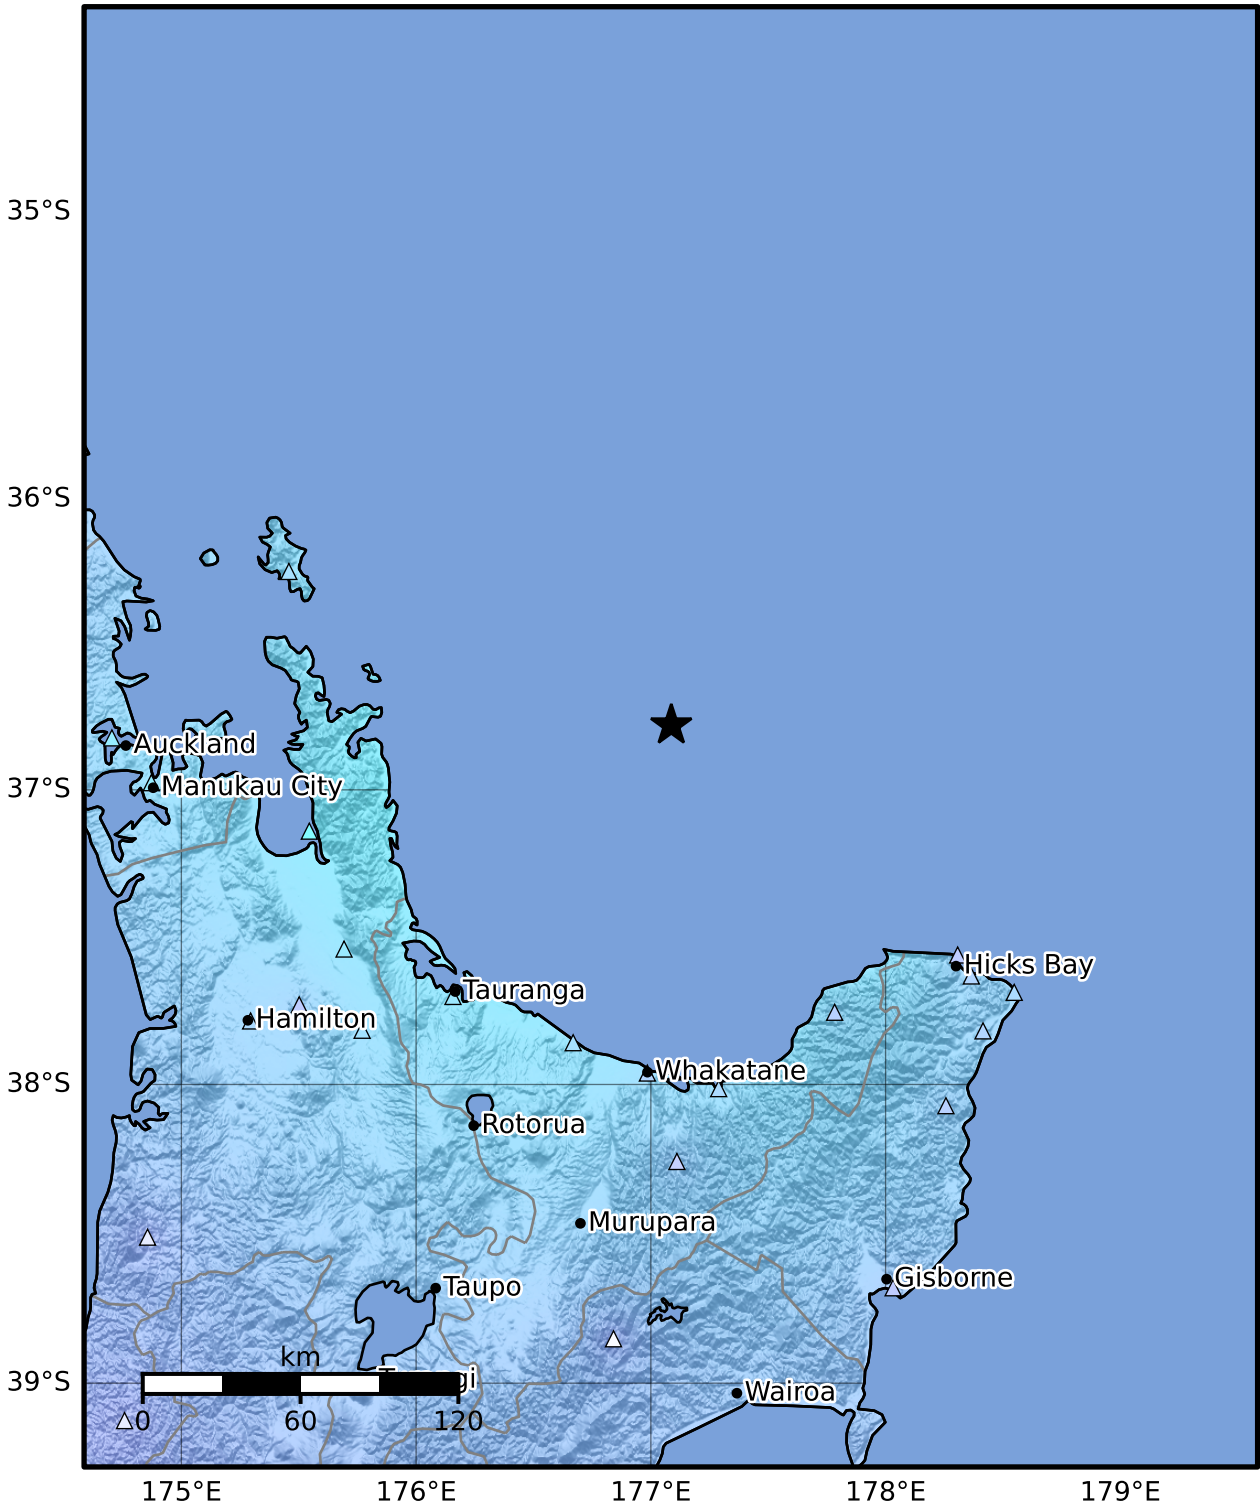 35°S
36°S
Auckland
Manukau City
37°S
Hicks Bay
Tauranga
Hamilton
Whakatane
38°S
Rotorua
Murupara
Gisborne
Taupo
km
39°S
Wairoa
0 60 120
175°E 176°E 177°E 178°E 179°E